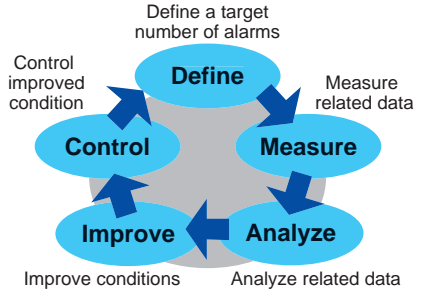 Define a target
number of alarms
Define
Measure
related data
Measure
Analyze
Analyze related data
Improve
Improve conditions
Control
Control
improved
condition